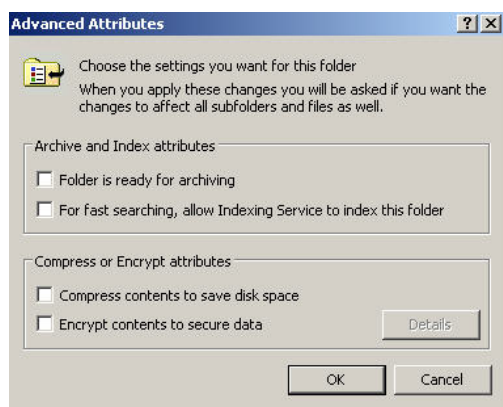 Advanced Attributes
Choose the settings you want for this folder
When you apply these changes you will be asked if you want the
changes to affect all subfolders and files as well.
Archive and Index attributes
Folder is ready for archiving
For fast searching, allow Indexing Service to index this folder
Compress or Encrypt attributes
Compress contents to save disk space
Encrypt contents to secure data
Details
OK
Cancel